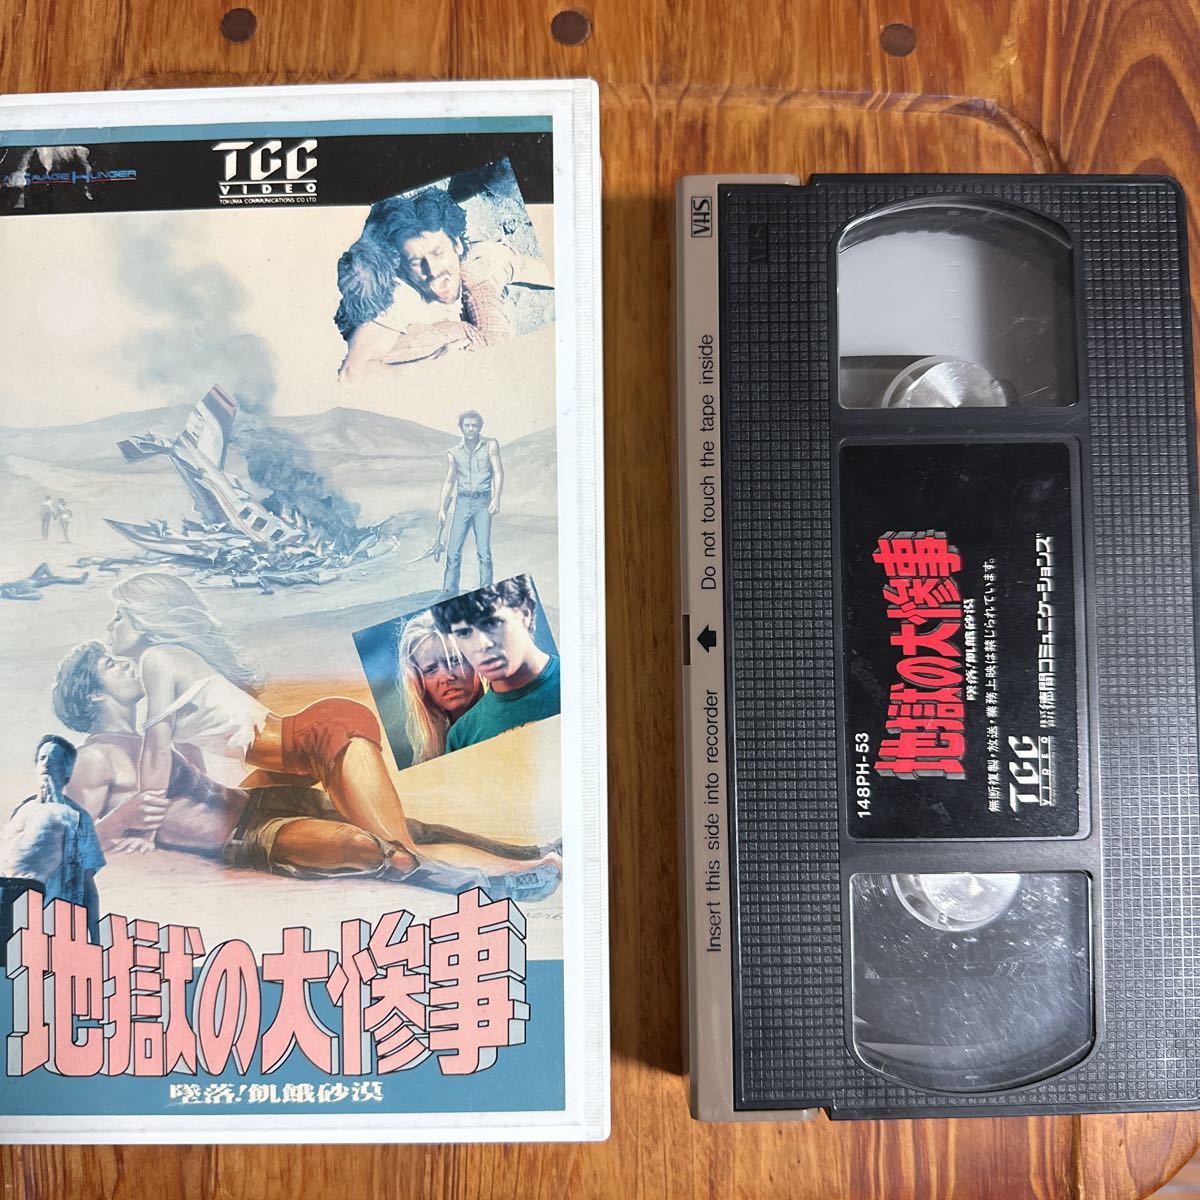 A SAVAGE HUNGER
TCC
VIDEO
TOKUMA COMMUNICATIONS CO LTD
地獄の大惨事
墜落!飢餓砂漠
VHS
Do not touch the tape inside
Insert this side into recorder
148PH-53
地獄の大惨事
墜落!飢餓砂漠
無断複製・放送・業務上映は禁じられています。
TCC
VIDEO
徳間コミュニケーションズ